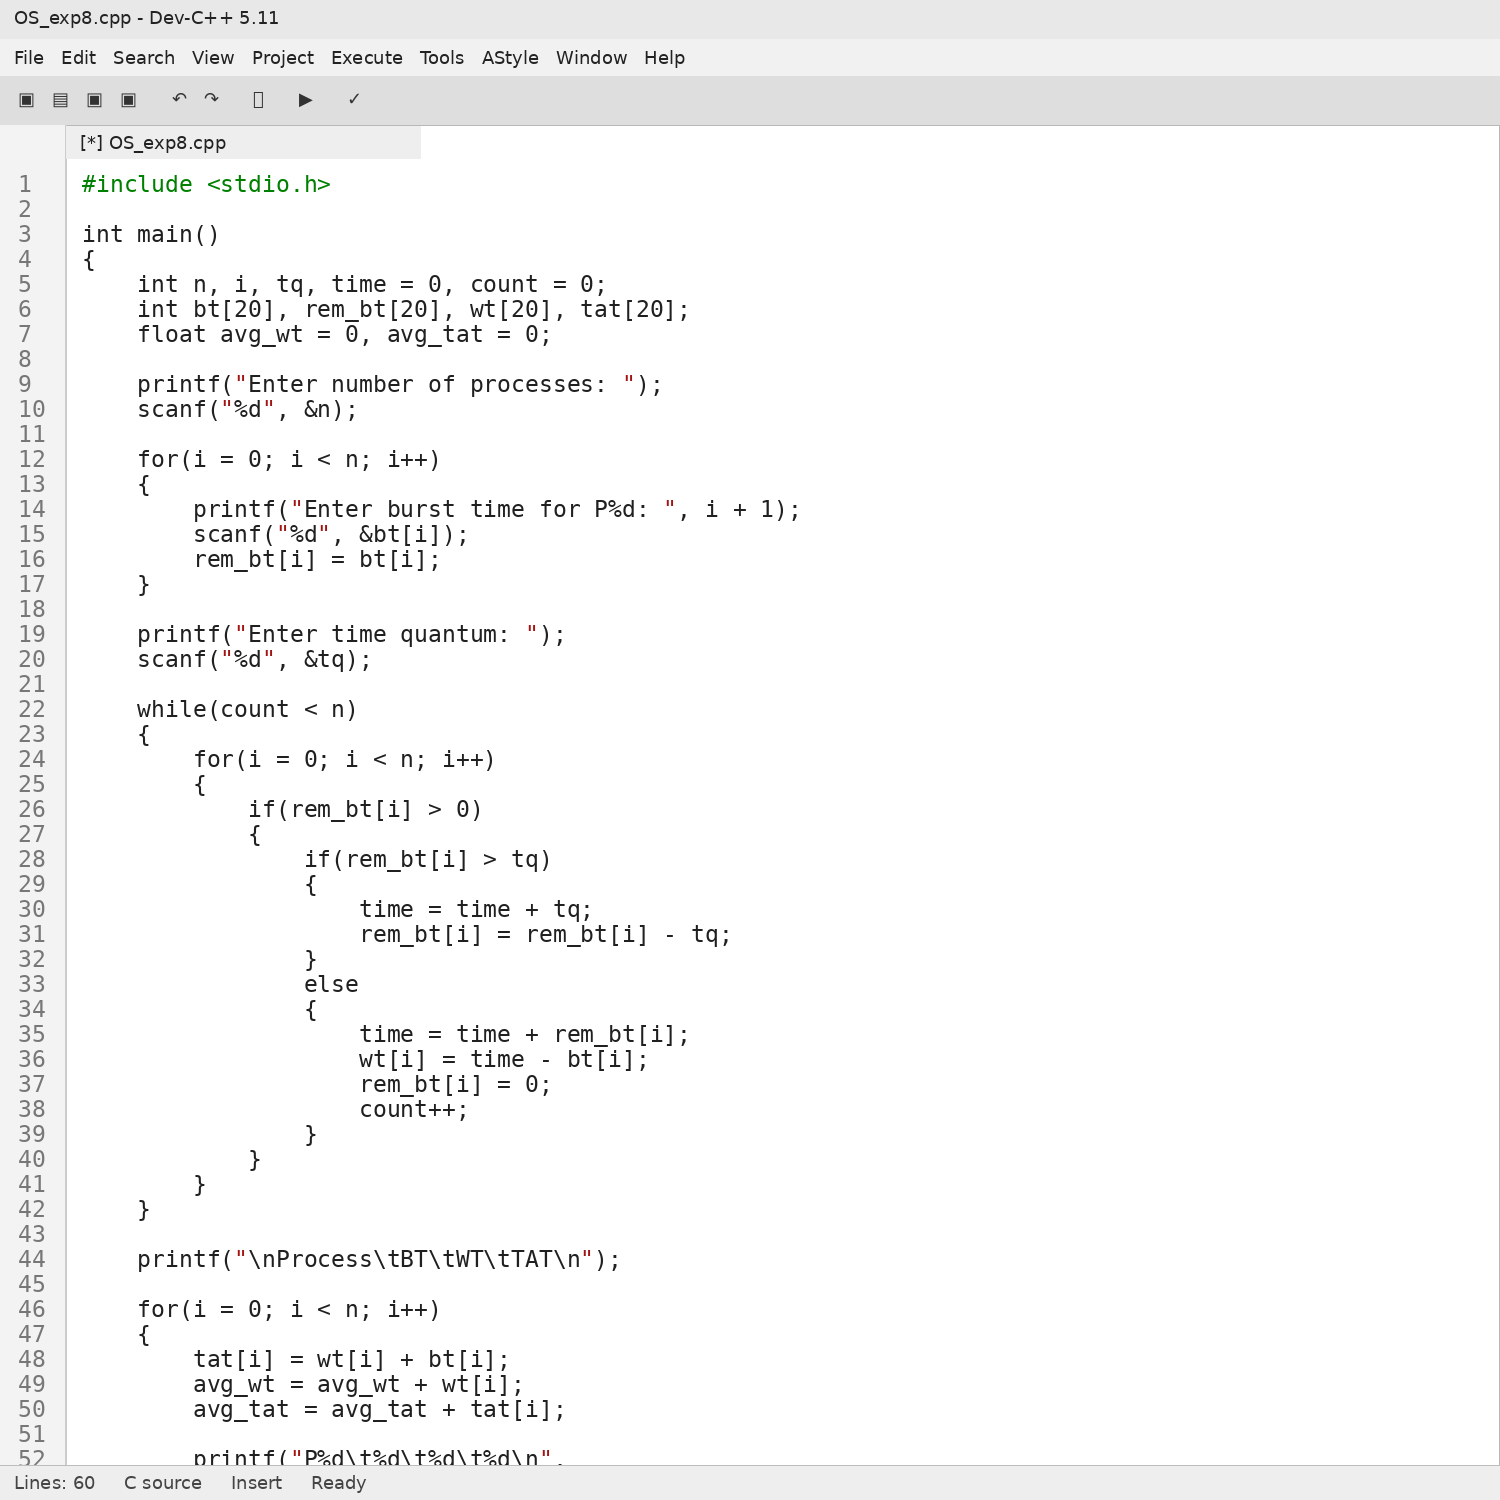 OS_exp8.cpp - Dev-C++ 5.11
File Edit Search View Project Execute Tools AStyle Window Help
[*] OS_exp8.cpp
1 #include <stdio.h>
2
3 int main()
4 {
5     int n, i, tq, time = 0, count = 0;
6     int bt[20], rem_bt[20], wt[20], tat[20];
7     float avg_wt = 0, avg_tat = 0;
8
9     printf("Enter number of processes: ");
10     scanf("%d", &n);
11
12     for(i = 0; i < n; i++)
13     {
14         printf("Enter burst time for P%d: ", i + 1);
15         scanf("%d", &bt[i]);
16         rem_bt[i] = bt[i];
17     }
18
19     printf("Enter time quantum: ");
20     scanf("%d", &tq);
21
22     while(count < n)
23     {
24         for(i = 0; i < n; i++)
25         {
26             if(rem_bt[i] > 0)
27             {
28                 if(rem_bt[i] > tq)
29                 {
30                     time = time + tq;
31                     rem_bt[i] = rem_bt[i] - tq;
32                 }
33                 else
34                 {
35                     time = time + rem_bt[i];
36                     wt[i] = time - bt[i];
37                     rem_bt[i] = 0;
38                     count++;
39                 }
40             }
41         }
42     }
43
44     printf("\nProcess\tBT\tWT\tTAT\n");
45
46     for(i = 0; i < n; i++)
47     {
48         tat[i] = wt[i] + bt[i];
49         avg_wt = avg_wt + wt[i];
50         avg_tat = avg_tat + tat[i];
51
52         printf("P%d\t%d\t%d\t%d\n",
Lines: 60 C source Insert Ready